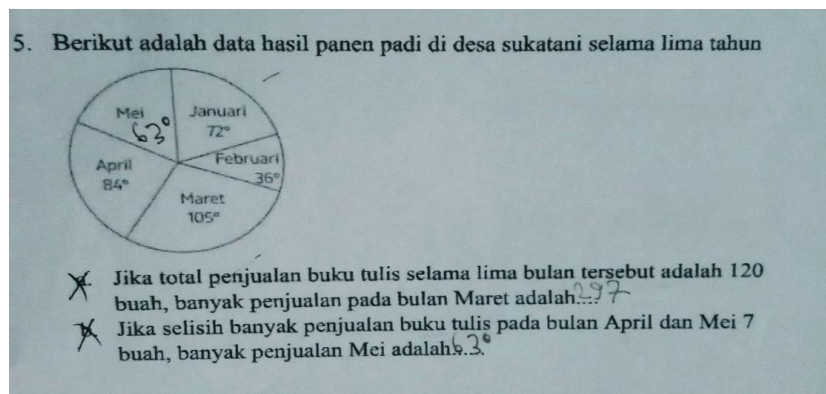 5. Berikut adalah data hasil panen padi di desa sukatani selama lima tahun
Mei
63°
Januari
72°
Februari
36°
April
84°
Maret
105°
Jika total penjualan buku tulis selama lima bulan tersebut adalah 120
buah, banyak penjualan pada bulan Maret adalah....
Jika selisih banyak penjualan buku tulis pada bulan April dan Mei 7
buah, banyak penjualan Mei adalah 63°